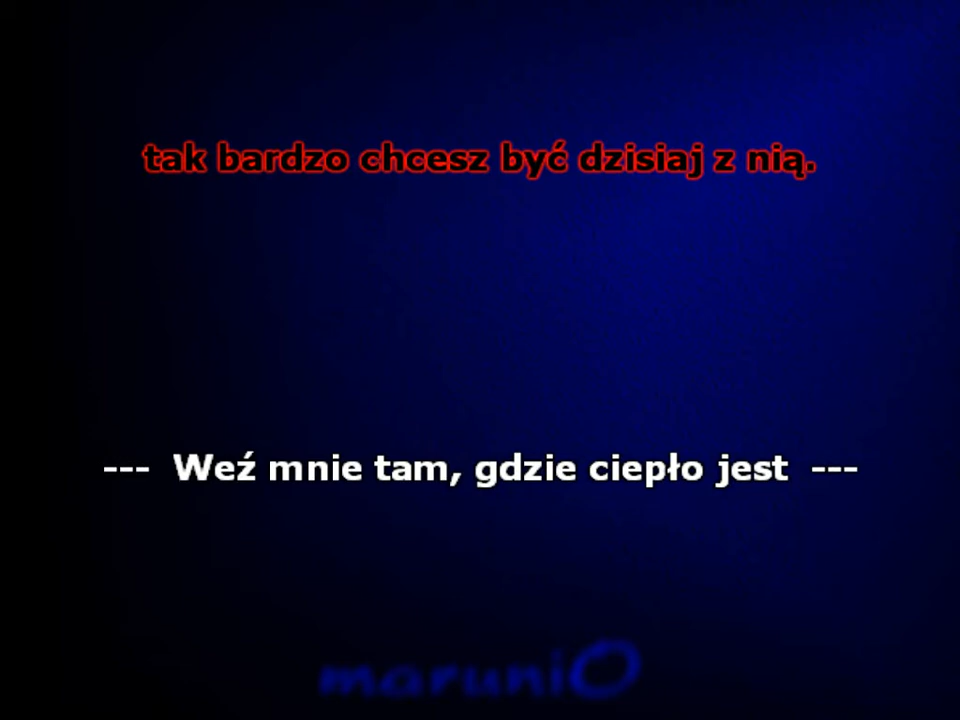 tak bardzo chcesz być dzisiaj z nią.
--- Weź mnie tam, gdzie ciepło jest ---
maruniO